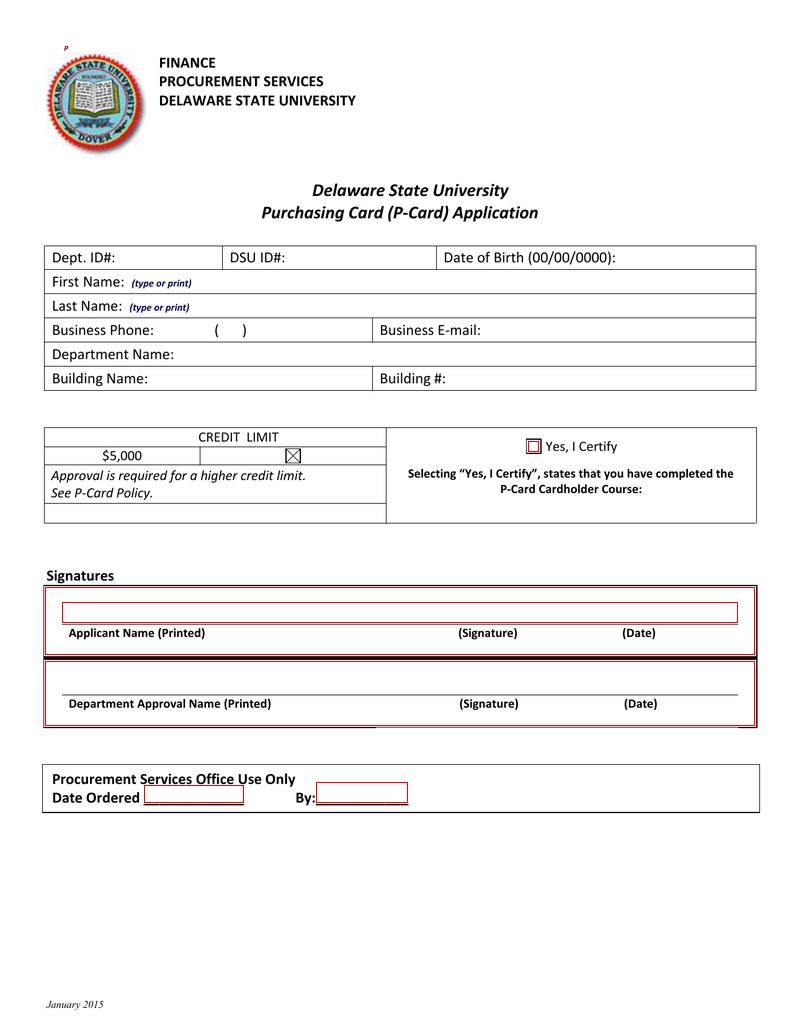 P
DELAWARE STATE UNIVERSITY
DOVER
FINANCE
PROCUREMENT SERVICES
DELAWARE STATE UNIVERSITY
Delaware State University
Purchasing Card (P-Card) Application
Dept. ID#: DSU ID#: Date of Birth (00/00/0000):
First Name: (type or print)
Last Name: (type or print)
Business Phone: ( ) Business E-mail:
Department Name:
Building Name: Building #:
CREDIT LIMIT
$5,000
Approval is required for a higher credit limit.
See P-Card Policy.
Yes, I Certify
Selecting “Yes, I Certify”, states that you have completed the
P-Card Cardholder Course:
Signatures
Applicant Name (Printed) (Signature) (Date)
Department Approval Name (Printed) (Signature) (Date)
Procurement Services Office Use Only
Date Ordered ____________ By:____________
January 2015